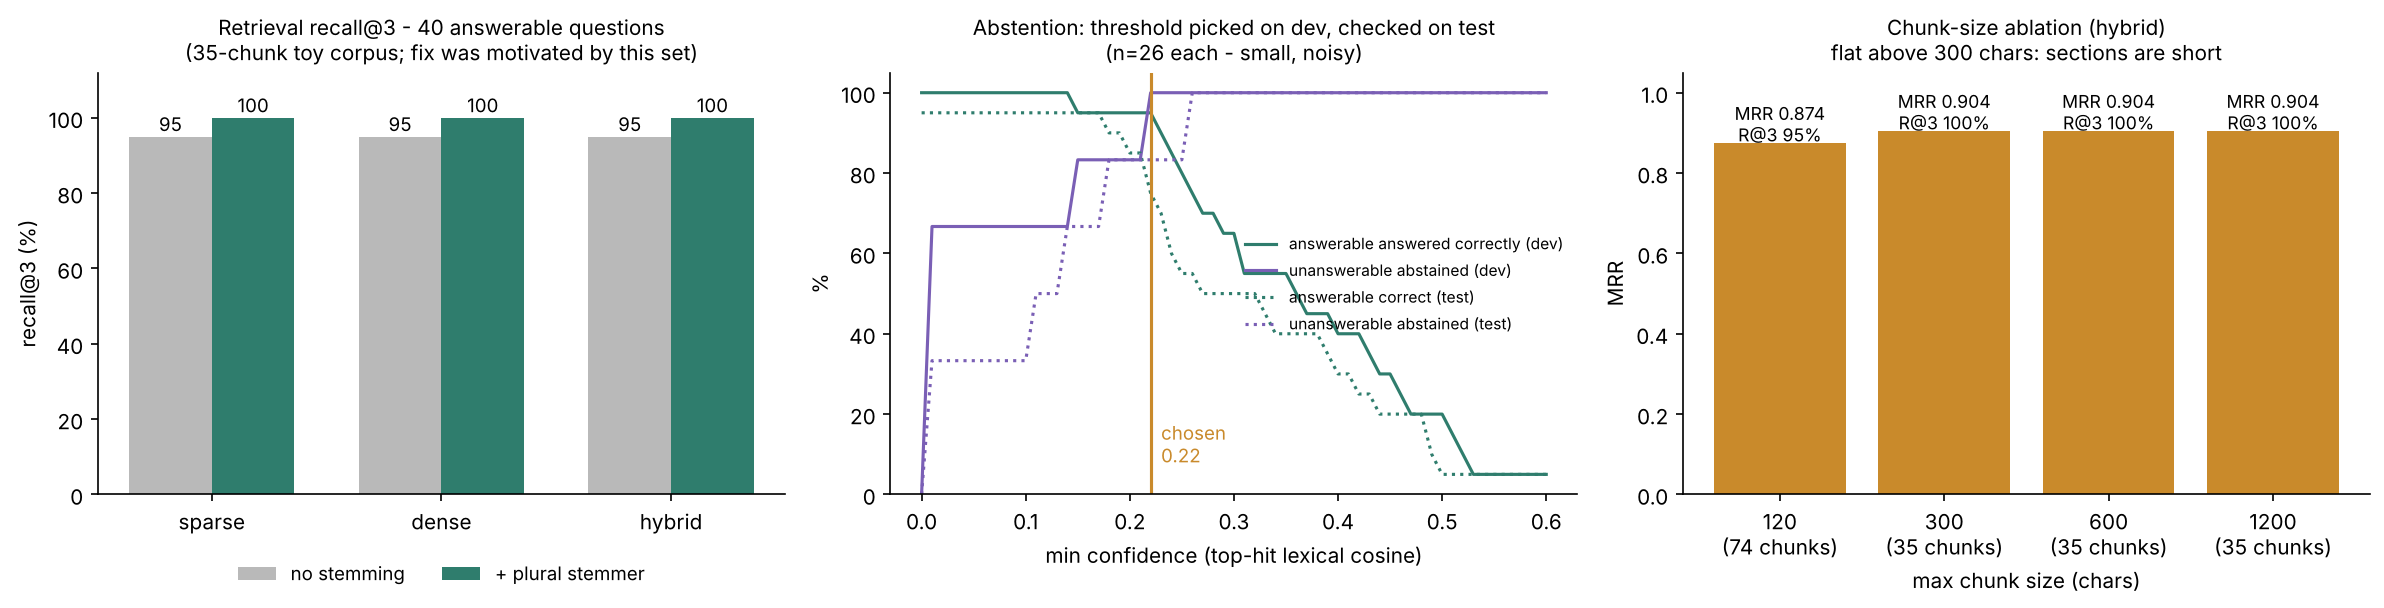 Retrieval recall@3 - 40 answerable questions
(35-chunk toy corpus; fix was motivated by this set)
recall@3 (%)
100
80
60
40
20
0
95
100
95
100
95
100
sparse
dense
hybrid
no stemming
+ plural stemmer
Abstention: threshold picked on dev, checked on test
(n=26 each - small, noisy)
%
100
80
60
40
20
0
answerable answered correctly (dev)
unanswerable abstained (dev)
answerable correct (test)
unanswerable abstained (test)
chosen
0.22
0.0
0.1
0.2
0.3
0.4
0.5
0.6
min confidence (top-hit lexical cosine)
Chunk-size ablation (hybrid)
flat above 300 chars: sections are short
MRR
1.0
0.8
0.6
0.4
0.2
0.0
MRR 0.874
R@3 95%
MRR 0.904
R@3 100%
MRR 0.904
R@3 100%
MRR 0.904
R@3 100%
120
(74 chunks)
300
(35 chunks)
600
(35 chunks)
1200
(35 chunks)
max chunk size (chars)